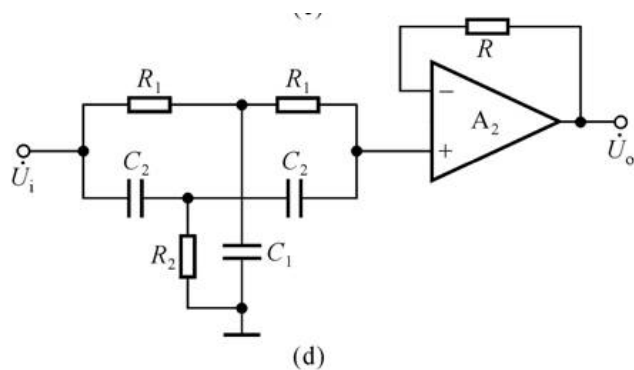 R
R₁
R₁
−
A₂
+
U̇ᵢ
U̇ₒ
C₂
C₂
R₂
C₁
(d)